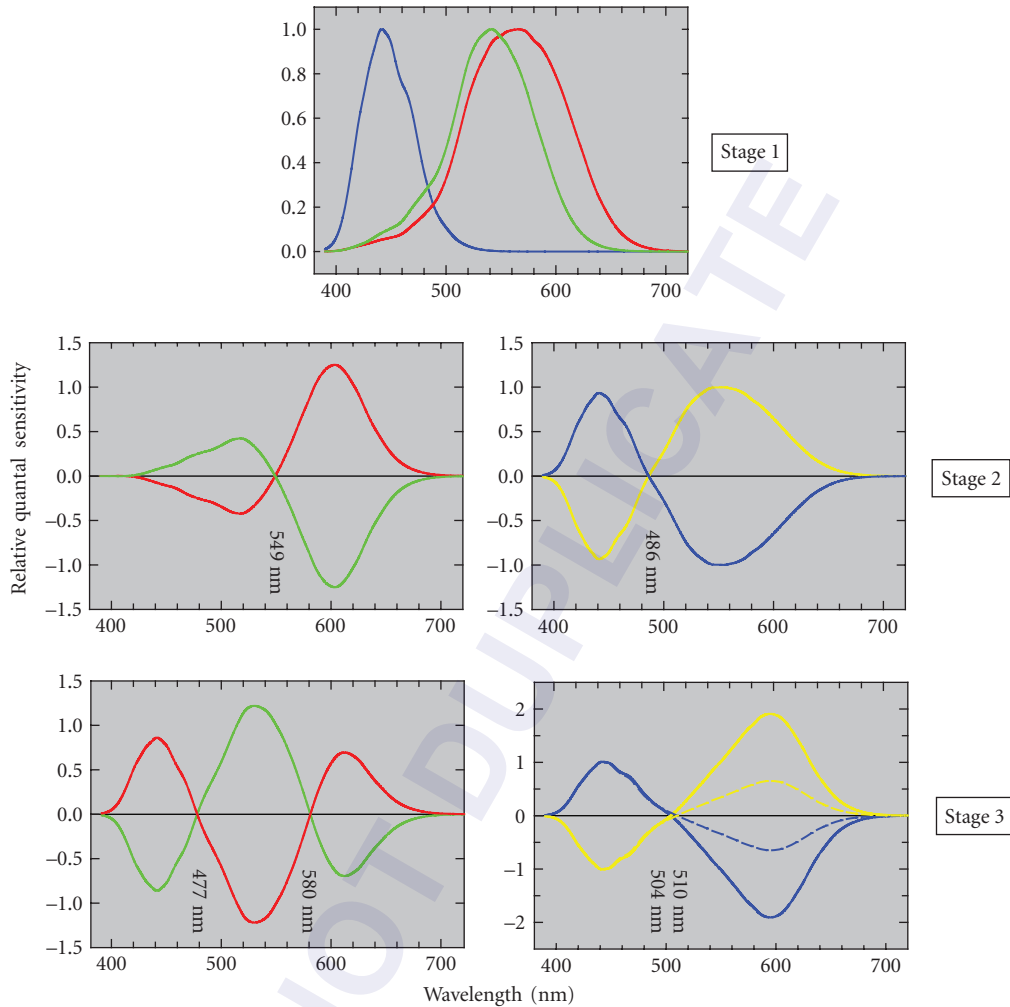 1.0
0.8
0.6
0.4
0.2
0.0
400 500 600 700
Stage 1
Relative quantal sensitivity
1.5
1.0
0.5
0.0
−0.5
−1.0
−1.5
549 nm
400 500 600 700
1.5
1.0
0.5
0.0
−0.5
−1.0
−1.5
486 nm
400 500 600 700
Stage 2
1.5
1.0
0.5
0.0
−0.5
−1.0
−1.5
477 nm
580 nm
400 500 600 700
2
1
0
−1
−2
504 nm
510 nm
400 500 600 700
Stage 3
Wavelength (nm)
NOT DUPLICATE